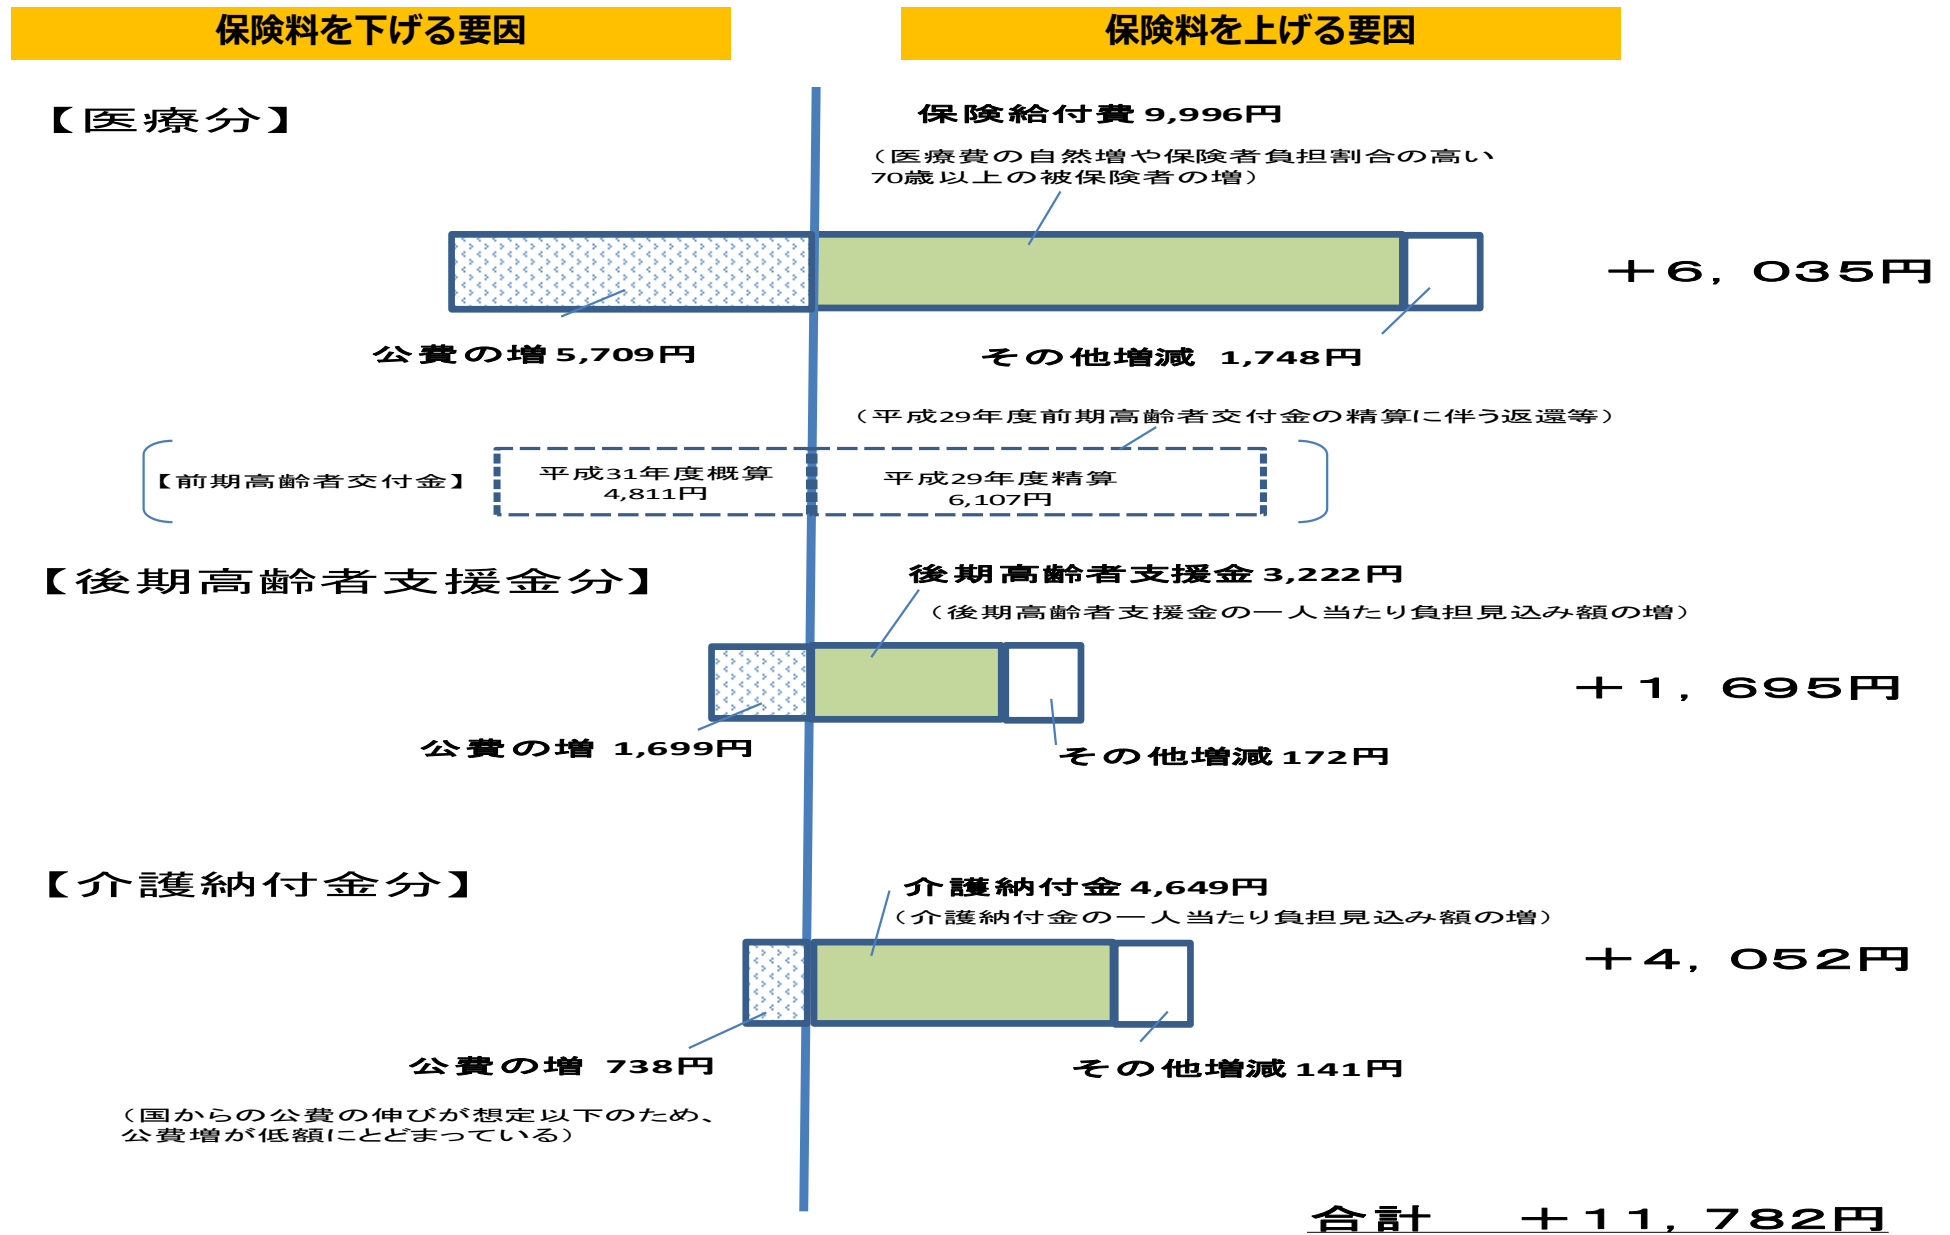 保険料を下げる要因
保険料を上げる要因
【医療分】
保険給付費 9,996円
（医療費の自然増や保険者負担割合の高い
70歳以上の被保険者の増）
＋6，035円
公費の増 5,709円
その他増減 1,748円
（平成29年度前期高齢者交付金の精算に伴う返還等）
【前期高齢者交付金】
平成31年度概算
4,811円
平成29年度精算
6,107円
【後期高齢者支援金分】
後期高齢者支援金 3,222円
（後期高齢者支援金の一人当たり負担見込み額の増）
＋1，695円
公費の増 1,699円
その他増減 172円
【介護納付金分】
介護納付金 4,649円
（介護納付金の一人当たり負担見込み額の増）
＋4，052円
公費の増 738円
その他増減 141円
（国からの公費の伸びが想定以下のため、
公費増が低額にとどまっている）
合計　＋11，782円